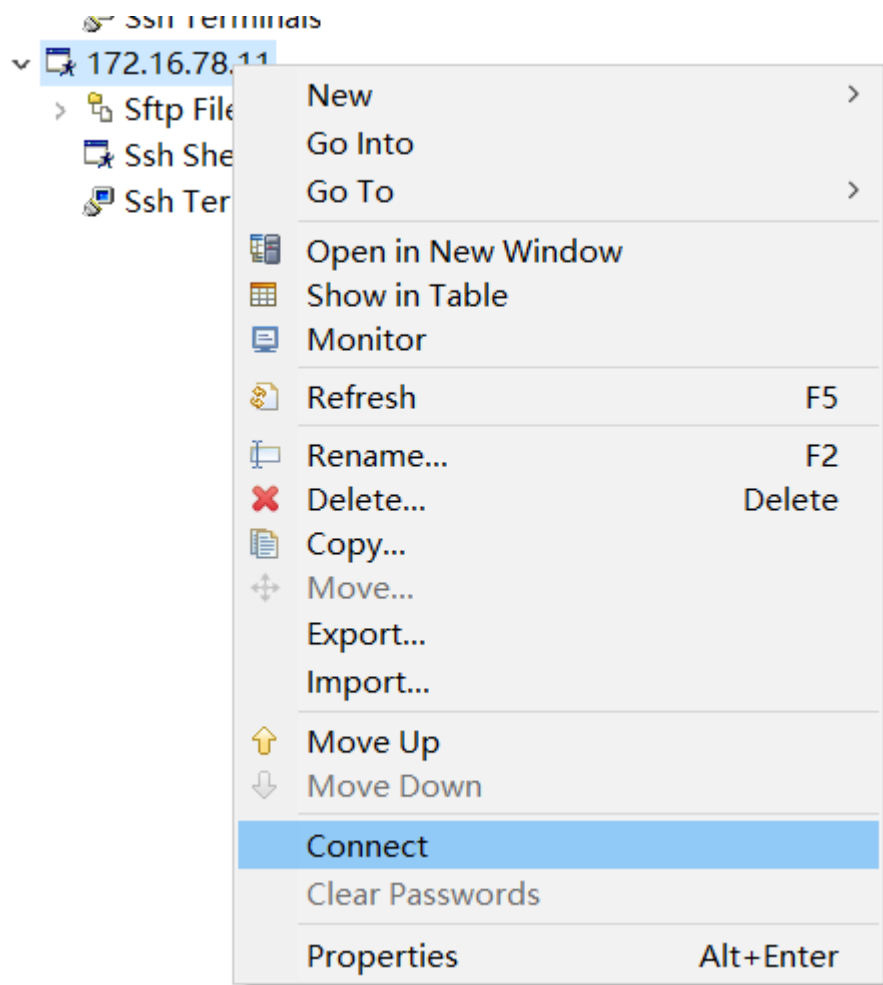 Ssh Terminals
172.16.78.11
Sftp File
Ssh She
Ssh Ter
New
Go Into
Go To
Open in New Window
Show in Table
Monitor
Refresh F5
Rename... F2
Delete... Delete
Copy...
Move...
Export...
Import...
Move Up
Move Down
Connect
Clear Passwords
Properties Alt+Enter